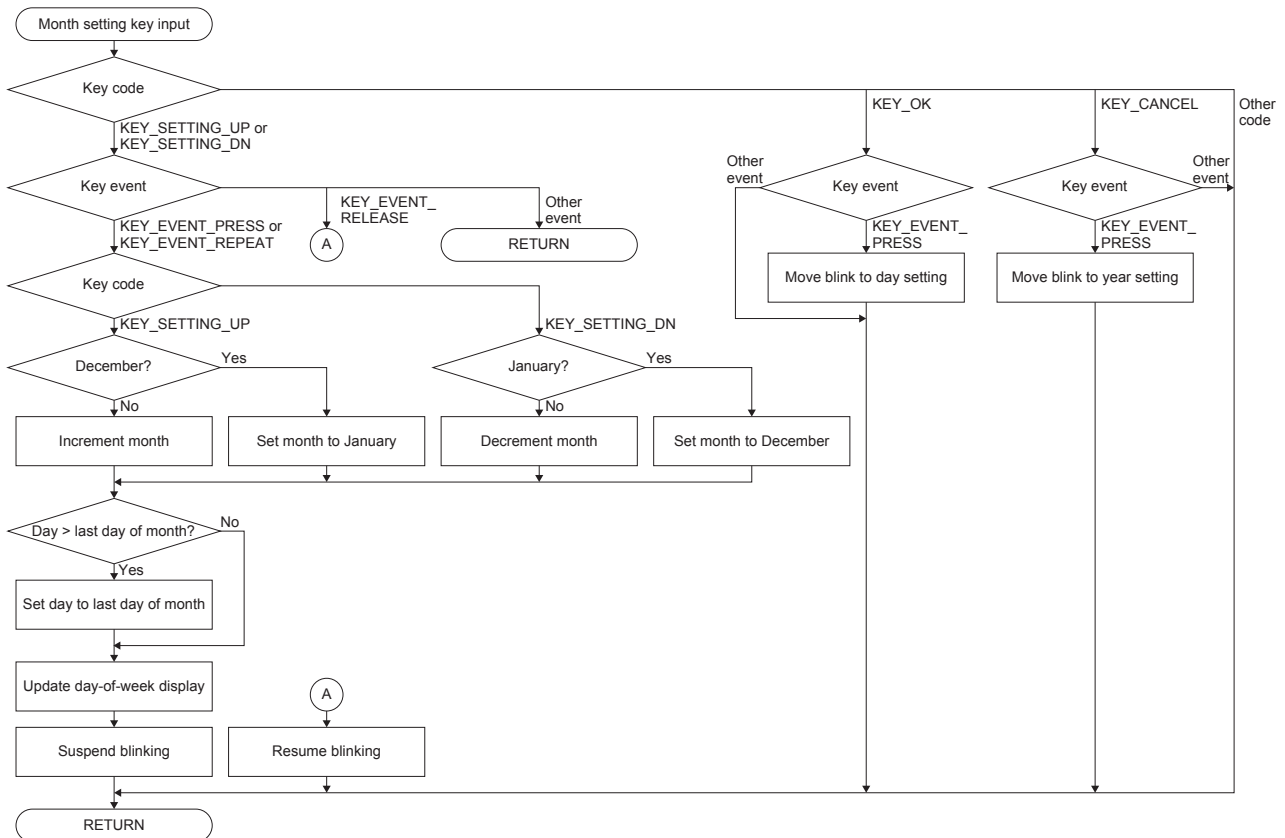 Month setting key input
Key code
KEY_OK
KEY_CANCEL
Other
code
KEY_SETTING_UP or
KEY_SETTING_DN
Key event
KEY_EVENT_
RELEASE
Other
event
Other
event
Key event
Key event
Other
event
KEY_EVENT_PRESS or
KEY_EVENT_REPEAT
A
RETURN
KEY_EVENT_
PRESS
KEY_EVENT_
PRESS
Key code
Move blink to day setting
Move blink to year setting
KEY_SETTING_UP
KEY_SETTING_DN
December?
Yes
January?
Yes
No
No
Increment month
Set month to January
Decrement month
Set month to December
Day > last day of month?
No
Yes
Set day to last day of month
Update day-of-week display
A
Suspend blinking
Resume blinking
RETURN